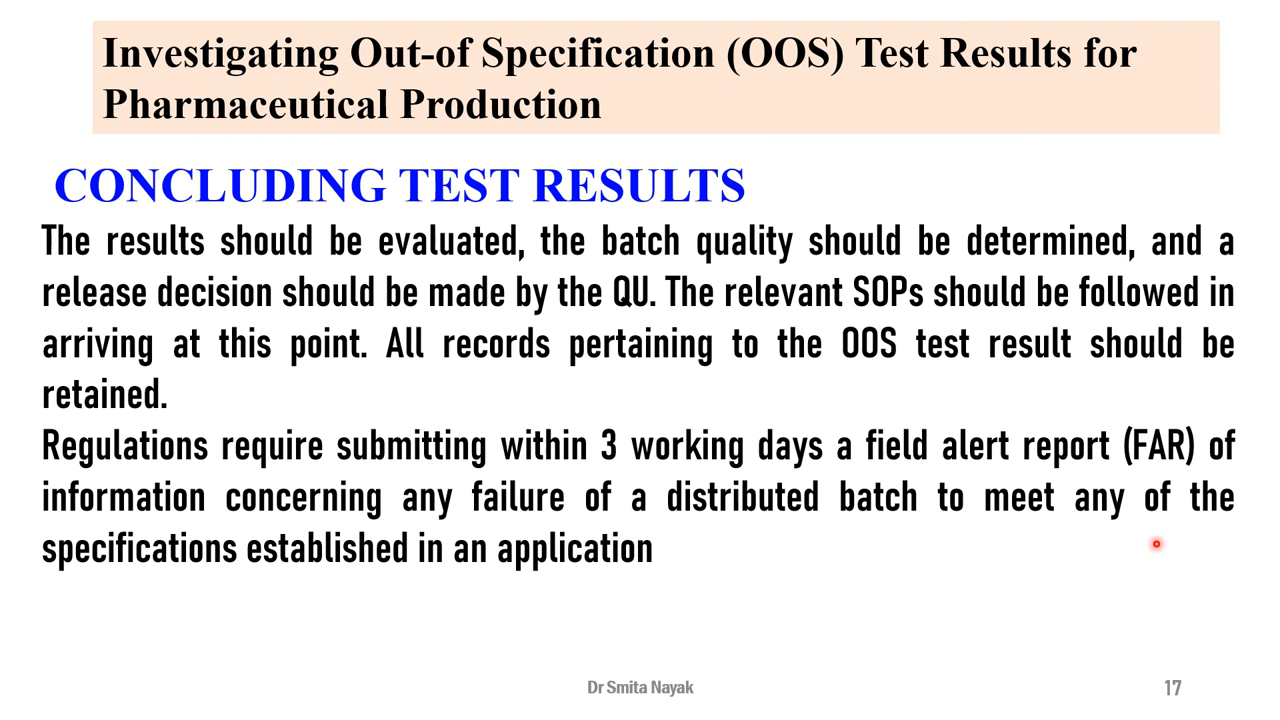 Investigating Out-of Specification (OOS) Test Results for
Pharmaceutical Production
CONCLUDING TEST RESULTS
The results should be evaluated, the batch quality should be determined, and a
release decision should be made by the QU. The relevant SOPs should be followed in
arriving at this point. All records pertaining to the OOS test result should be
retained.
Regulations require submitting within 3 working days a field alert report (FAR) of
information concerning any failure of a distributed batch to meet any of the
specifications established in an application
Dr Smita Nayak
17